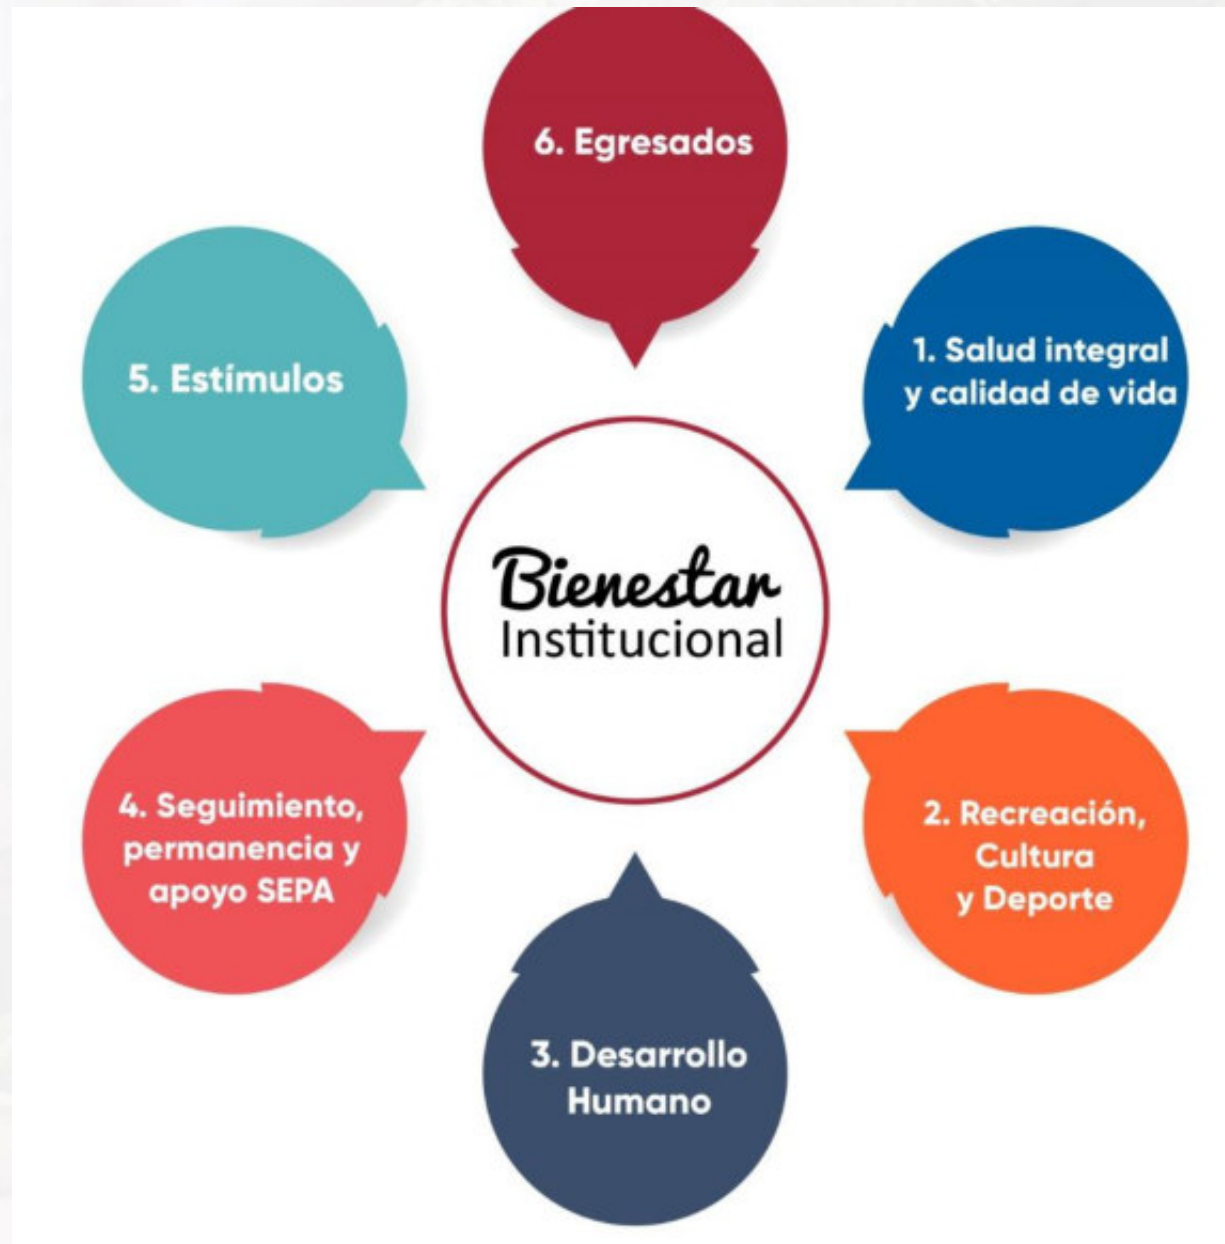 6. Egresados
1. Salud integral
y calidad de vida
5. Estímulos
Bienestar
Institucional
4. Seguimiento,
permanencia y
apoyo SEPA
2. Recreación,
Cultura
y Deporte
3. Desarrollo
Humano